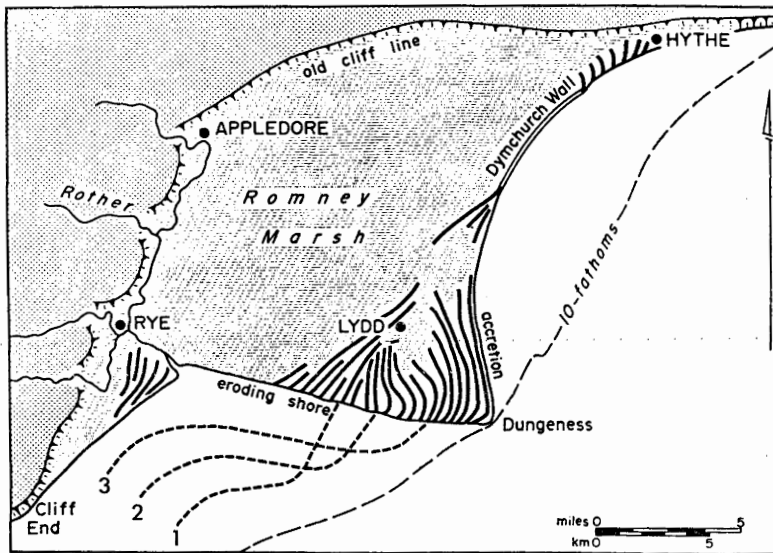 HYTHE
old cliff line
Dymchurch Wall
APPLEDORE
Rother
Romney
Marsh
10-fathoms
RYE
LYDD
accretion
eroding shore
Dungeness
3
2
1
Cliff
End
miles 0 5
km 0 5